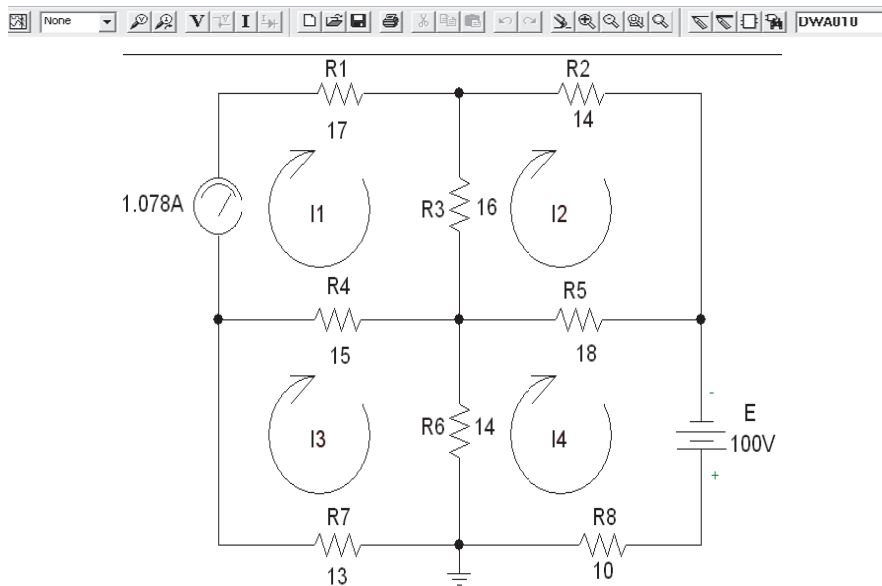 None V I DWA010
R1 R2
17 14
1.078A I1 R3 16 I2
R4 R5
15 18
-
E
I3 R6 14 I4 100V
+
R7 R8
13 10